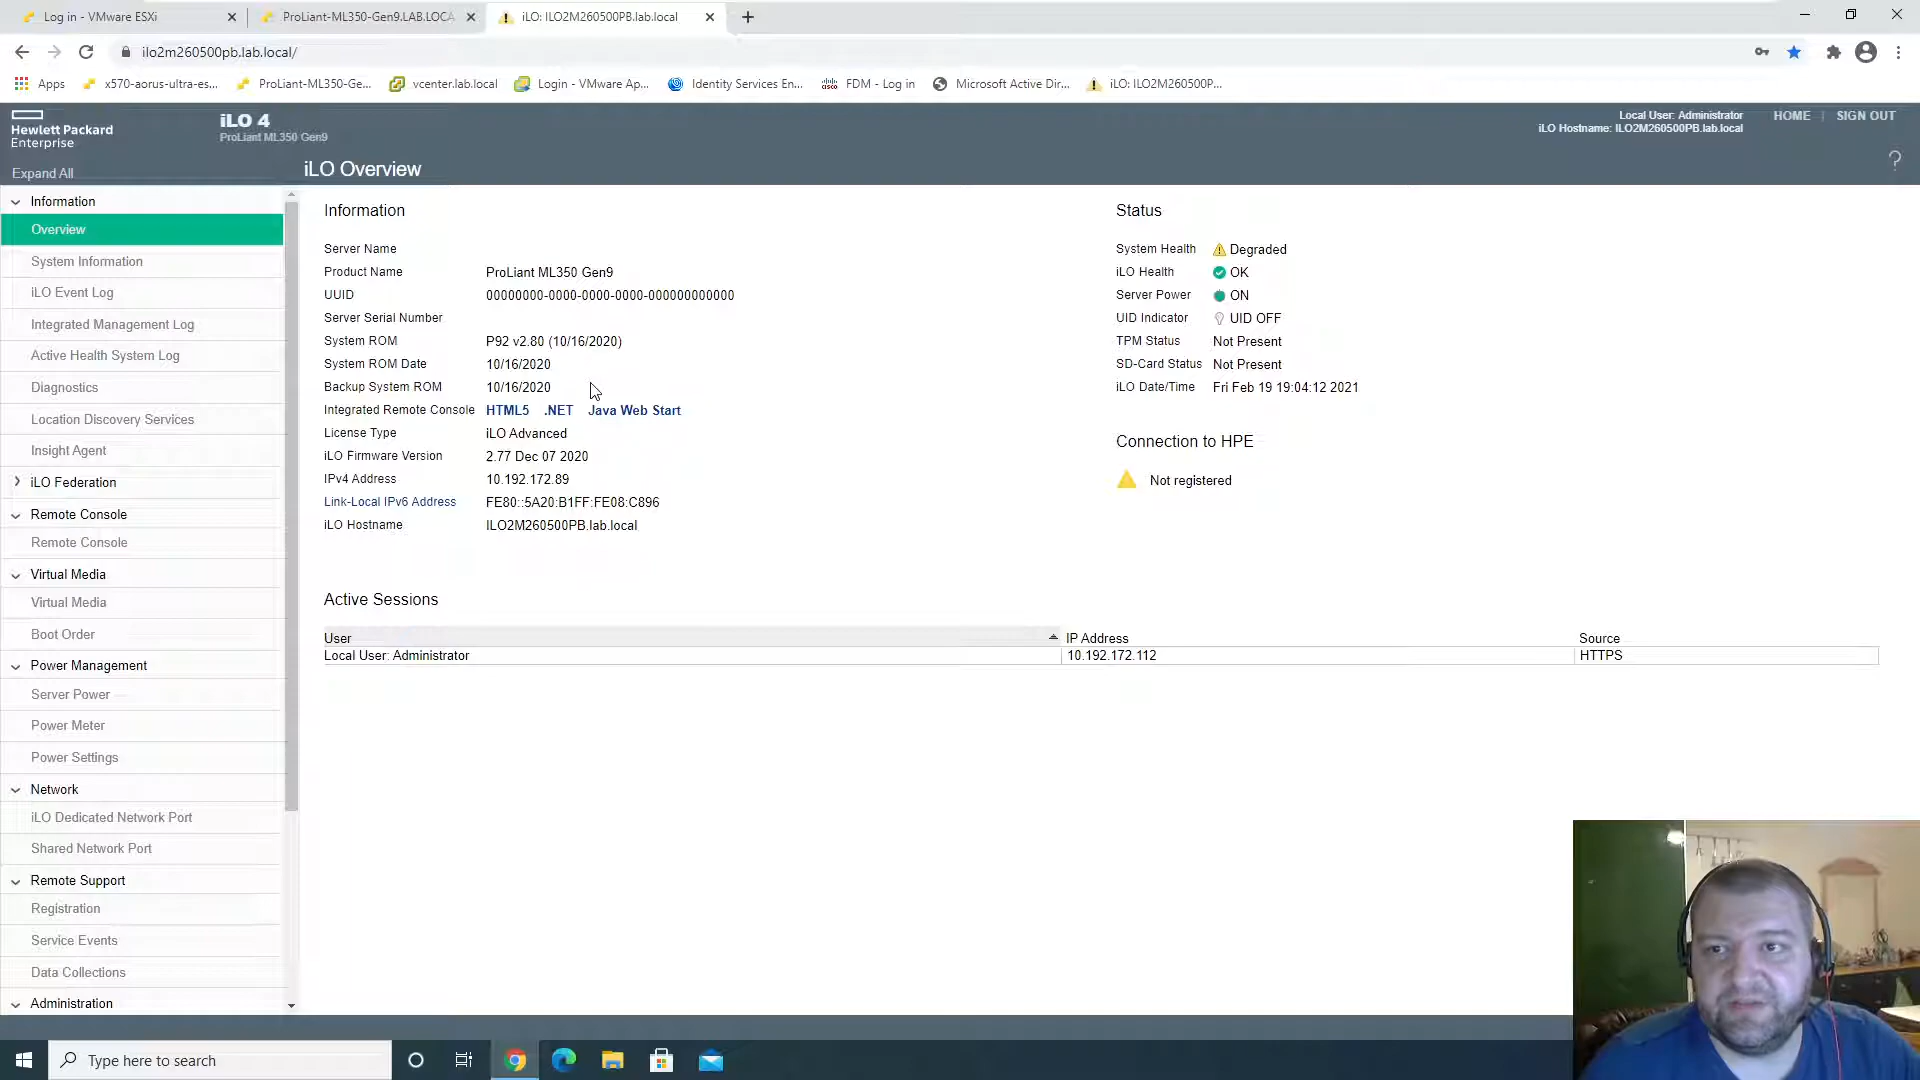 Log in - VMware ESXi
ProLiant-ML350-Gen9.LAB.LOCA
iLO: ILO2M260500PB.lab.local
ilo2m260500pb.lab.local/
Apps
x570-aorus-ultra-es...
ProLiant-ML350-Ge...
vcenter.lab.local
Login - VMware Ap...
Identity Services En...
FDM - Log in
Microsoft Active Dir...
iLO: ILO2M260500P...
Hewlett Packard
Enterprise
iLO 4
ProLiant ML350 Gen9
Local User: Administrator
iLO Hostname: ILO2M260500PB.lab.local
HOME
SIGN OUT
Expand All
iLO Overview
?
Information
Overview
System Information
iLO Event Log
Integrated Management Log
Active Health System Log
Diagnostics
Location Discovery Services
Insight Agent
iLO Federation
Remote Console
Remote Console
Virtual Media
Virtual Media
Boot Order
Power Management
Server Power
Power Meter
Power Settings
Network
iLO Dedicated Network Port
Shared Network Port
Remote Support
Registration
Service Events
Data Collections
Administration
Information
Server Name
Product Name ProLiant ML350 Gen9
UUID 00000000-0000-0000-0000-000000000000
Server Serial Number
System ROM P92 v2.80 (10/16/2020)
System ROM Date 10/16/2020
Backup System ROM 10/16/2020
Integrated Remote Console HTML5 .NET Java Web Start
License Type iLO Advanced
iLO Firmware Version 2.77 Dec 07 2020
IPv4 Address 10.192.172.89
Link-Local IPv6 Address FE80::5A20:B1FF:FE08:C896
iLO Hostname ILO2M260500PB.lab.local
Status
System Health Degraded
iLO Health OK
Server Power ON
UID Indicator UID OFF
TPM Status Not Present
SD-Card Status Not Present
iLO Date/Time Fri Feb 19 19:04:12 2021
Connection to HPE
Not registered
Active Sessions
User IP Address Source
Local User: Administrator 10.192.172.112 HTTPS
Type here to search